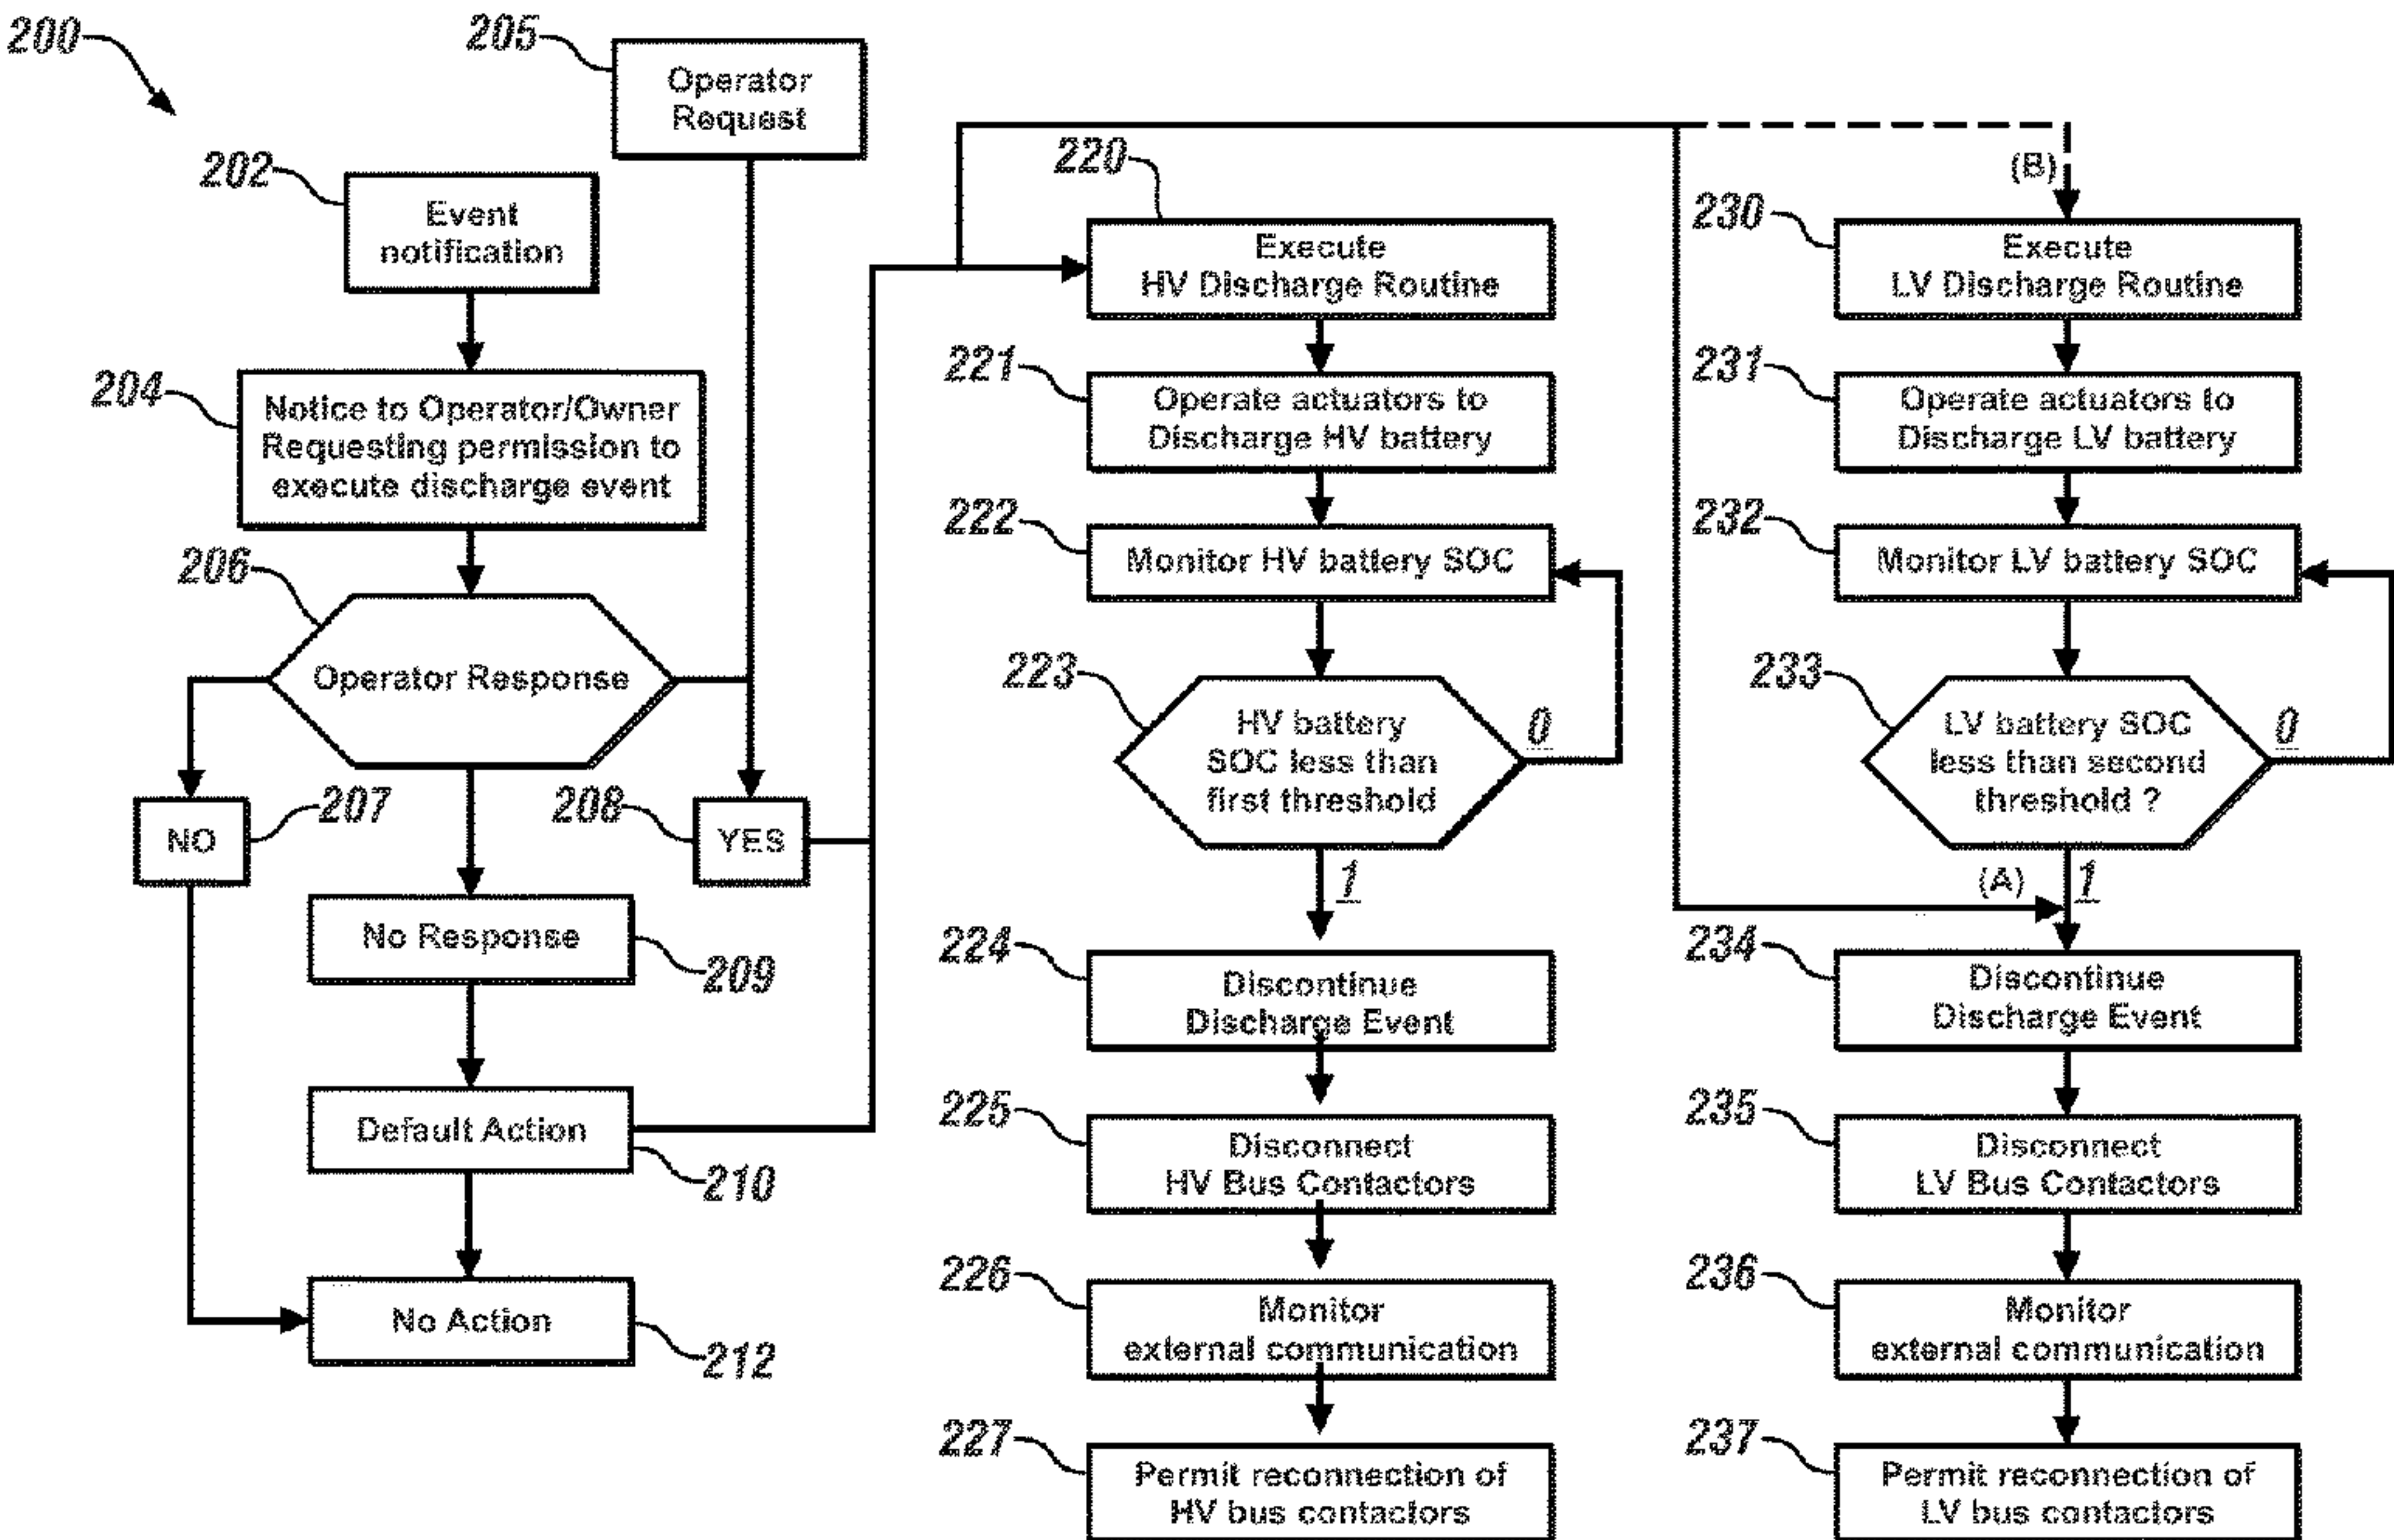 200
205
Operator
Request
202
Event
notification
204
Notice to Operator/Owner
Requesting permission to
execute discharge event
206
Operator Response
NO
207
208
YES
No Response
209
Default Action
210
No Action
212
220
Execute
HV Discharge Routine
221
Operate actuators to
Discharge HV battery
222
Monitor HV battery SOC
223
HV battery
SOC less than
first threshold
0
1
224
Discontinue
Discharge Event
225
Disconnect
HV Bus Contactors
226
Monitor
external communication
227
Permit reconnection of
HV bus contactors
(B)
230
Execute
LV Discharge Routine
231
Operate actuators to
Discharge LV battery
232
Monitor LV battery SOC
233
LV battery SOC
less than second
threshold ?
0
(A)
1
234
Discontinue
Discharge Event
235
Disconnect
LV Bus Contactors
236
Monitor
external communication
237
Permit reconnection of
LV bus contactors